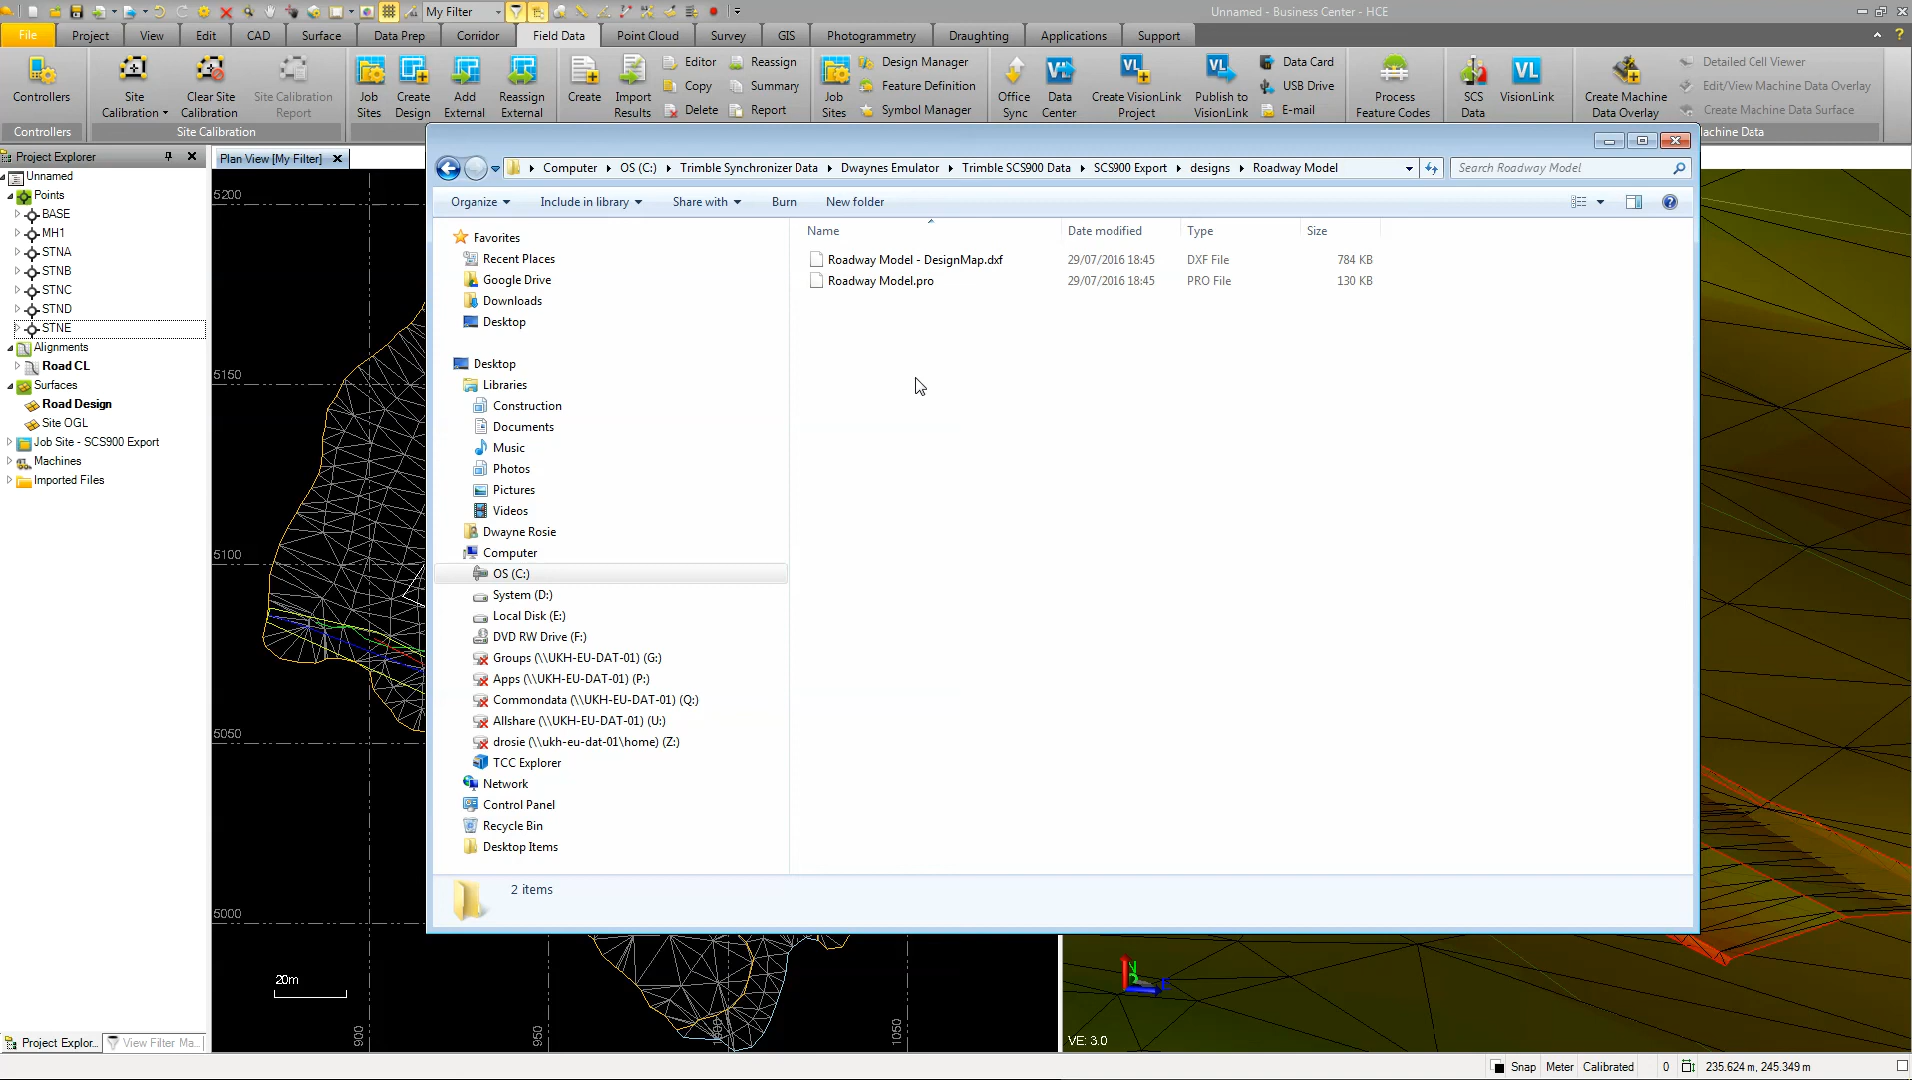 My Filter
Unnamed - Business Center - HCE
File Project View Edit CAD Surface Data Prep Corridor Field Data Point Cloud Survey GIS Photogrammetry Draughting Applications Support
Controllers
Site Calibration
Clear Site Calibration
Site Calibration Report
Job Sites
Create Design
Add External
Reassign External
Create
Import Results
Editor
Copy
Delete
Reassign
Summary
Report
Job Sites
Design Manager
Feature Definition
Symbol Manager
Office Sync
Data Center
Create VisionLink Project
Publish to VisionLink
Data Card
USB Drive
E-mail
Process Feature Codes
SCS Data
VisionLink
Create Machine Data Overlay
Detailed Cell Viewer
Edit/View Machine Data Overlay
Create Machine Data Surface
Controllers
Site Calibration
achine Data
Project Explorer
Unnamed
Points
BASE
MH1
STNA
STNB
STNC
STND
STNE
Alignments
Road CL
Surfaces
Road Design
Site OGL
Job Site - SCS900 Export
Machines
Imported Files
Project Explor...
View Filter Ma...
Plan View [My Filter]
5200
5150
5100
5050
5000
20m
900
950
1000
1050
Computer OS (C:) Trimble Synchronizer Data Dwaynes Emulator Trimble SCS900 Data SCS900 Export designs Roadway Model
Search Roadway Model
Organize Include in library Share with Burn New folder
Favorites
Recent Places
Google Drive
Downloads
Desktop
Desktop
Libraries
Construction
Documents
Music
Photos
Pictures
Videos
Dwayne Rosie
Computer
OS (C:)
System (D:)
Local Disk (E:)
DVD RW Drive (F:)
Groups (\\UKH-EU-DAT-01) (G:)
Apps (\\UKH-EU-DAT-01) (P:)
Commondata (\\UKH-EU-DAT-01) (Q:)
Allshare (\\UKH-EU-DAT-01) (U:)
drosie (\\ukh-eu-dat-01\home) (Z:)
TCC Explorer
Network
Control Panel
Recycle Bin
Desktop Items
Name Date modified Type Size
Roadway Model - DesignMap.dxf 29/07/2016 18:45 DXF File 784 KB
Roadway Model.pro 29/07/2016 18:45 PRO File 130 KB
2 items
VE: 3.0
Snap Meter Calibrated 0 235.624 m, 245.349 m